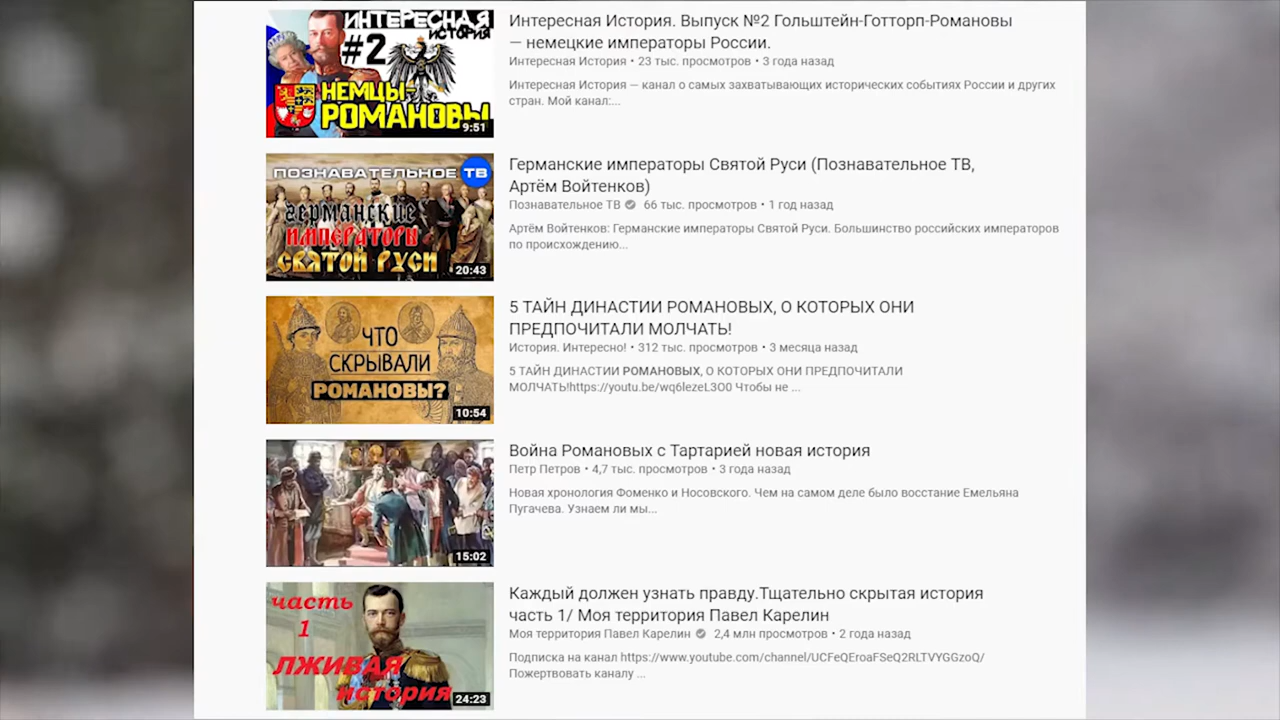 ИНТЕРЕСНАЯ
ИСТОРИЯ
#2
НЕМЦЫ-
РОМАНОВЫ
9:51
Интересная История. Выпуск №2 Гольштейн-Готторп-Романовы
— немецкие императоры России.
Интересная История • 23 тыс. просмотров • 3 года назад
Интересная История — канал о самых захватывающих исторических событиях России и других
стран. Мой канал:...
ПОЗНАВАТЕЛЬНОЕ ТВ
германские
императоры
святой руси
20:43
Германские императоры Святой Руси (Познавательное ТВ,
Артём Войтенков)
Познавательное ТВ 66 тыс. просмотров • 1 год назад
Артём Войтенков: Германские императоры Святой Руси. Большинство российских императоров
по происхождению...
ЧТО
СКРЫВАЛИ
РОМАНОВЫ?
10:54
5 ТАЙН ДИНАСТИИ РОМАНОВЫХ, О КОТОРЫХ ОНИ
ПРЕДПОЧИТАЛИ МОЛЧАТЬ!
История. Интересно! • 312 тыс. просмотров • 3 месяца назад
5 ТАЙН ДИНАСТИИ РОМАНОВЫХ, О КОТОРЫХ ОНИ ПРЕДПОЧИТАЛИ
МОЛЧАТЬ!https://youtu.be/wq6lezeL3O0 Чтобы не ...
15:02
Война Романовых с Тартарией новая история
Петр Петров • 4,7 тыс. просмотров • 3 года назад
Новая хронология Фоменко и Носовского. Чем на самом деле было восстание Емельяна
Пугачева. Узнаем ли мы...
часть
1
ЛЖИВАЯ
история
24:23
Каждый должен узнать правду.Тщательно скрытая история
часть 1/ Моя территория Павел Карелин
Моя территория Павел Карелин 2,4 млн просмотров • 2 года назад
Подписка на канал https://www.youtube.com/channel/UCFeQEroaFSeQ2RLTVYGGzoQ/
Пожертвовать каналу ...